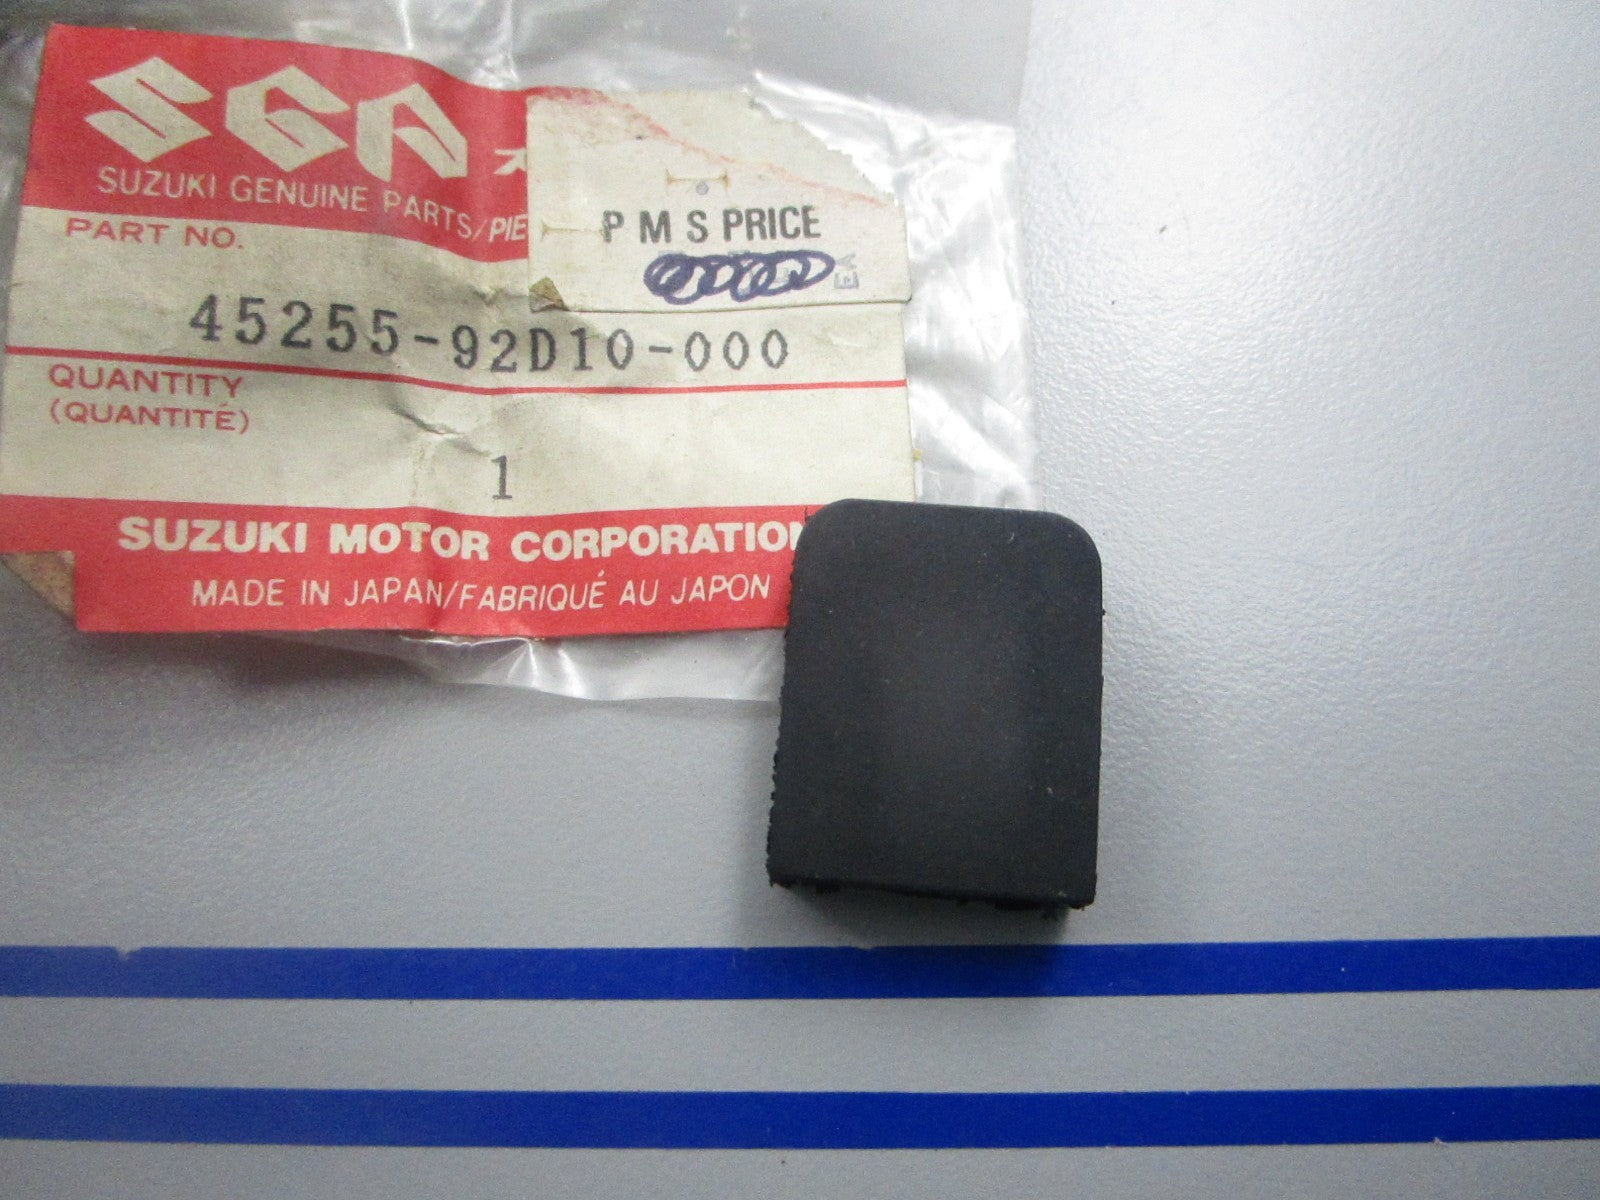 SGP
SUZUKI GENUINE PARTS/PIE
P M S PRICE
PART NO.
45255-92D10-000
QUANTITY
(QUANTITÉ)
1
SUZUKI MOTOR CORPORATION
MADE IN JAPAN/FABRIQUÉ AU JAPON